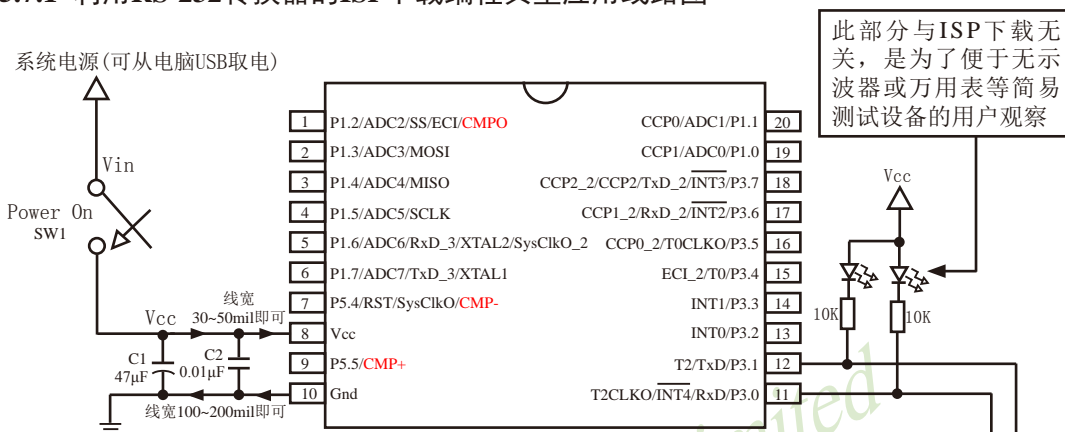 此部分与ISP下载无
关，是为了便于无示
波器或万用表等简易
测试设备的用户观察
系统电源(可从电脑USB取电)
Vin
Power On
SW1
Vcc
线宽
30~50mil即可
C1
47μF
C2
0.01μF
线宽100~200mil即可
1 P1.2/ADC2/SS/ECI/CMPO
2 P1.3/ADC3/MOSI
3 P1.4/ADC4/MISO
4 P1.5/ADC5/SCLK
5 P1.6/ADC6/RxD_3/XTAL2/SysClkO_2
6 P1.7/ADC7/TxD_3/XTAL1
7 P5.4/RST/SysClkO/CMP-
8 Vcc
9 P5.5/CMP+
10 Gnd
CCP0/ADC1/P1.1 20
CCP1/ADC0/P1.0 19
CCP2_2/CCP2/TxD_2/INT3/P3.7 18
CCP1_2/RxD_2/INT2/P3.6 17
CCP0_2/T0CLKO/P3.5 16
ECI_2/T0/P3.4 15
INT1/P3.3 14
INT0/P3.2 13
T2/TxD/P3.1 12
T2CLKO/INT4/RxD/P3.0 11
Vcc
10K
10K